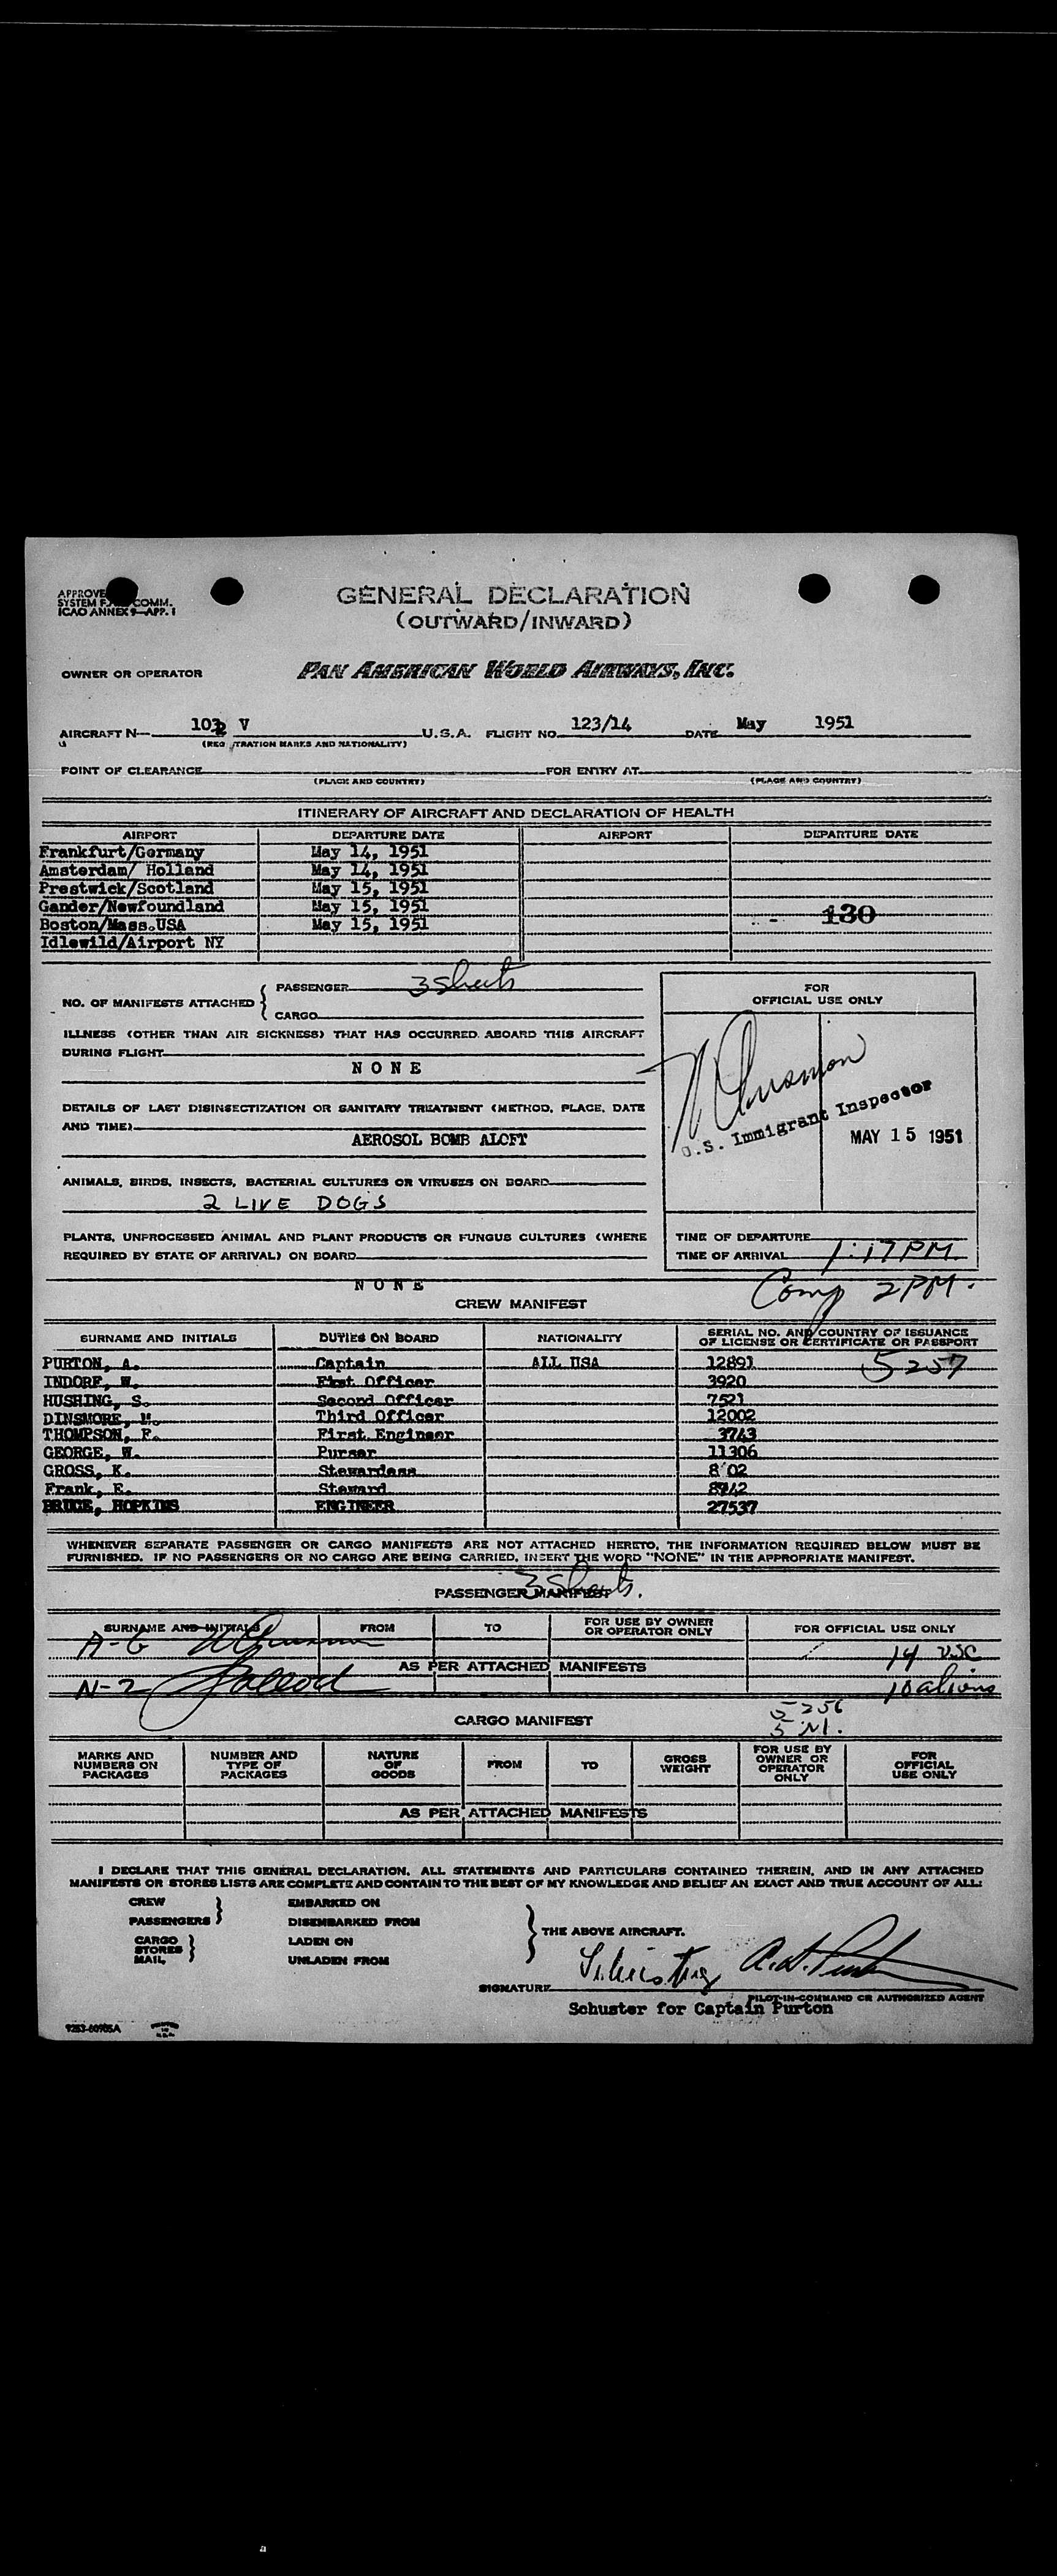 APPROVE
SYSTEM F COMM.
ICAO ANNEX 9—APP. 1
GENERAL DECLARATION
(OUTWARD/INWARD)
OWNER OR OPERATOR PAN AMERICAN WORLD AIRWAYS, INC.
AIRCRAFT N— V U.S.A. FLIGHT NO. 123/14 DATE May 1951
(REG TRATION MARKS AND NATIONALITY)
POINT OF CLEARANCE FOR ENTRY AT
(PLACE AND COUNTRY) (PLACE AND COUNTRY)
ITINERARY OF AIRCRAFT AND DECLARATION OF HEALTH
AIRPORT DEPARTURE DATE AIRPORT DEPARTURE DATE
Frankfurt/Germany May 14, 1951
Amsterdam/ Holland May 14, 1951
Prestwick/Scotland May 15, 1951
Gander/Newfoundland May 15, 1951 130
Boston/Mass.USA May 15, 1951
Idlewild/Airport NY
NO. OF MANIFESTS ATTACHED { PASSENGER 3 Sheets
CARGO
ILLNESS (OTHER THAN AIR SICKNESS) THAT HAS OCCURRED ABOARD THIS AIRCRAFT
DURING FLIGHT
N O N E
DETAILS OF LAST DISINSECTIZATION OR SANITARY TREATMENT (METHOD, PLACE, DATE
AND TIME)
AEROSOL BOMB ALOFT
ANIMALS, BIRDS, INSECTS, BACTERIAL CULTURES OR VIRUSES ON BOARD
2 LIVE DOGS
PLANTS, UNPROCESSED ANIMAL AND PLANT PRODUCTS OR FUNGUS CULTURES (WHERE
REQUIRED BY STATE OF ARRIVAL) ON BOARD
N O N E
FOR
OFFICIAL USE ONLY
U.S. Immigrant Inspector
MAY 15 1951
TIME OF DEPARTURE
TIME OF ARRIVAL 1:17 PM.
Comp 2 PM.
CREW MANIFEST
SURNAME AND INITIALS DUTIES ON BOARD NATIONALITY SERIAL NO. AND COUNTRY OF ISSUANCE
OF LICENSE OR CERTIFICATE OR PASSPORT
PURTON, A. Captain ALL USA 12891 5257
INDORF, W. First Officer 3920
HUSHING, S. Second Officer 7521
DINSMORE, Third Officer 12002
THOMPSON, F. First Engineer 3743
GEORGE, W. Purser 11306
GROSS, K. Stewardess 8 02
Frank, E. Steward 8942
BRUCE, HOPKINS ENGINEER 27537
WHENEVER SEPARATE PASSENGER OR CARGO MANIFESTS ARE NOT ATTACHED HERETO, THE INFORMATION REQUIRED BELOW MUST BE
FURNISHED. IF NO PASSENGERS OR NO CARGO ARE BEING CARRIED, INSERT THE WORD "NONE" IN THE APPROPRIATE MANIFEST.
PASSENGER MANIFEST 3 Sheets.
SURNAME AND INITIALS FROM TO FOR USE BY OWNER
OR OPERATOR ONLY FOR OFFICIAL USE ONLY
A-6 14 USC
AS PER ATTACHED MANIFESTS
N-2 10 aliens
5256
5 NI.
CARGO MANIFEST
MARKS AND
NUMBERS ON
PACKAGES NUMBER AND
TYPE OF
PACKAGES NATURE
OF
GOODS FROM TO GROSS
WEIGHT FOR USE BY
OWNER OR
OPERATOR
ONLY FOR
OFFICIAL
USE ONLY
AS PER ATTACHED MANIFESTS
I DECLARE THAT THIS GENERAL DECLARATION, ALL STATEMENTS AND PARTICULARS CONTAINED THEREIN, AND IN ANY ATTACHED
MANIFESTS OR STORES LISTS ARE COMPLETE AND CONTAIN TO THE BEST OF MY KNOWLEDGE AND BELIEF AN EXACT AND TRUE ACCOUNT OF ALL:
CREW EMBARKED ON
PASSENGERS } DISEMBARKED FROM
CARGO LADEN ON } THE ABOVE AIRCRAFT.
STORES }
MAIL, UNLADEN FROM
SIGNATURE
PILOT-IN-COMMAND OR AUTHORIZED AGENT
Schuster for Captain Purton